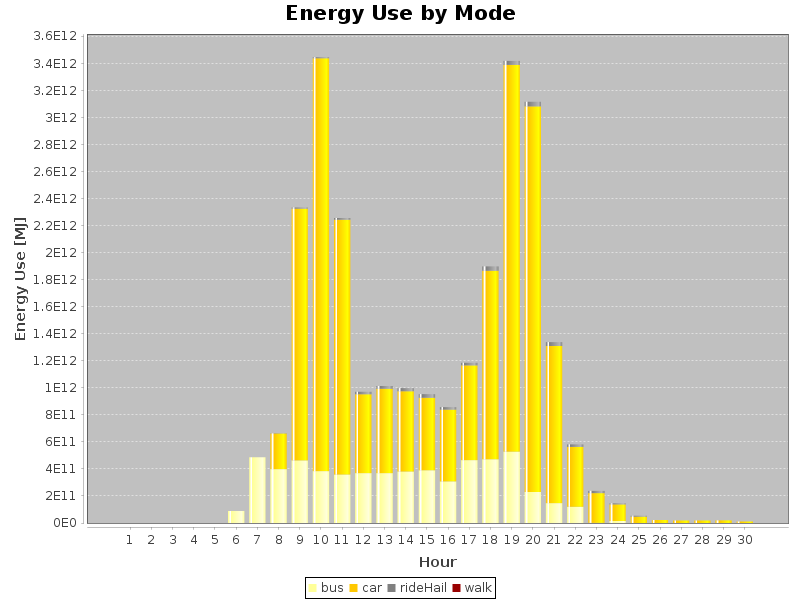 Energy Use by Mode
Energy Use [MJ]
3.6E12
3.4E12
3.2E12
3E12
2.8E12
2.6E12
2.4E12
2.2E12
2E12
1.8E12
1.6E12
1.4E12
1.2E12
1E12
8E11
6E11
4E11
2E11
0E0
1 2 3 4 5 6 7 8 9 10 11 12 13 14 15 16 17 18 19 20 21 22 23 24 25 26 27 28 29 30
Hour
bus car rideHail walk